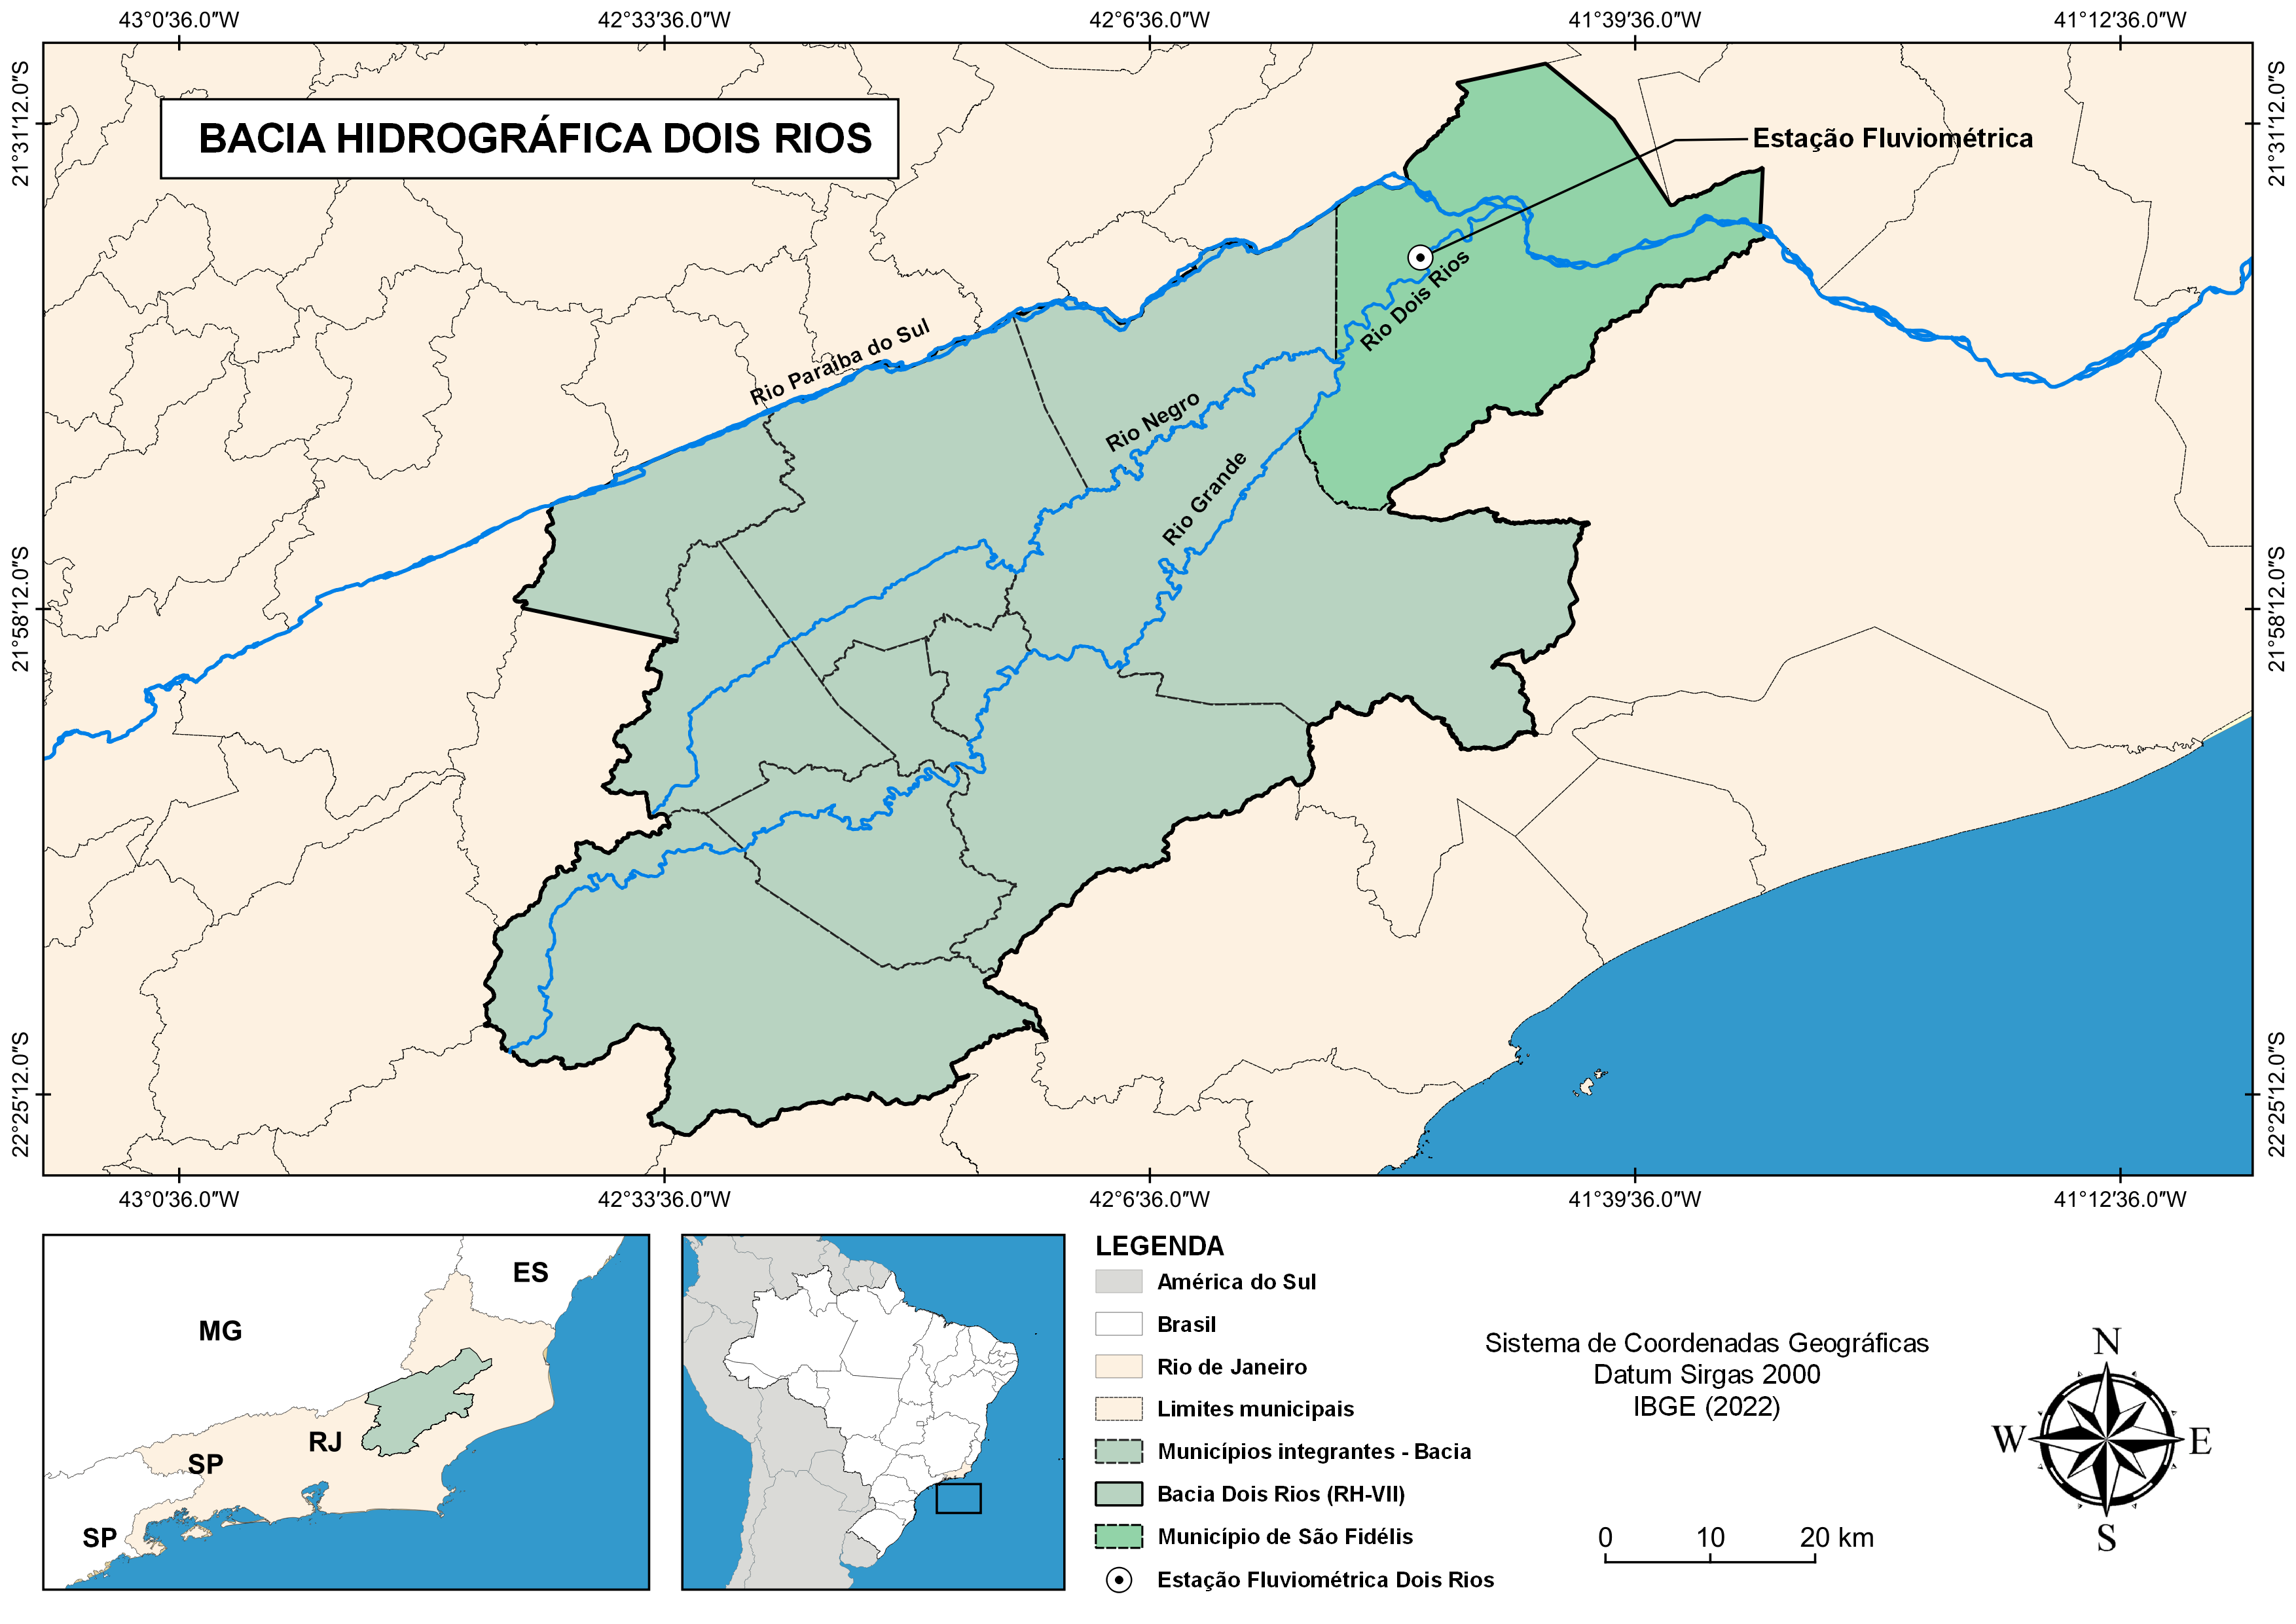 43°0'36.0"W
42°33'36.0"W
42°6'36.0"W
41°39'36.0"W
41°12'36.0"W
21°31'12.0"S
21°31'12.0"S
BACIA HIDROGRÁFICA DOIS RIOS
Estação Fluviométrica
Rio Dois Rios
Rio Paraíba do Sul
Rio Negro
Rio Grande
21°58'12.0"S
21°58'12.0"S
22°25'12.0"S
22°25'12.0"S
43°0'36.0"W
42°33'36.0"W
42°6'36.0"W
41°39'36.0"W
41°12'36.0"W
ES
MG
RJ
SP
SP
LEGENDA
América do Sul
Brasil
Rio de Janeiro
Limites municipais
Municípios integrantes - Bacia
Bacia Dois Rios (RH-VII)
Município de São Fidélis
Estação Fluviométrica Dois Rios
Sistema de Coordenadas Geográficas
Datum Sirgas 2000
IBGE (2022)
0 10 20 km
N
W E
S